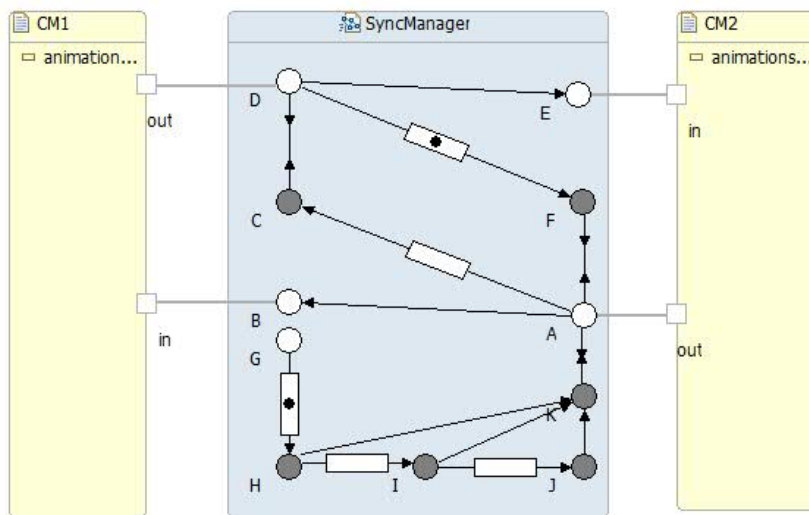 CM1
SyncManager
CM2
animation...
animations...
D
E
out
in
C
F
B
A
in
G
out
K
H
I
J